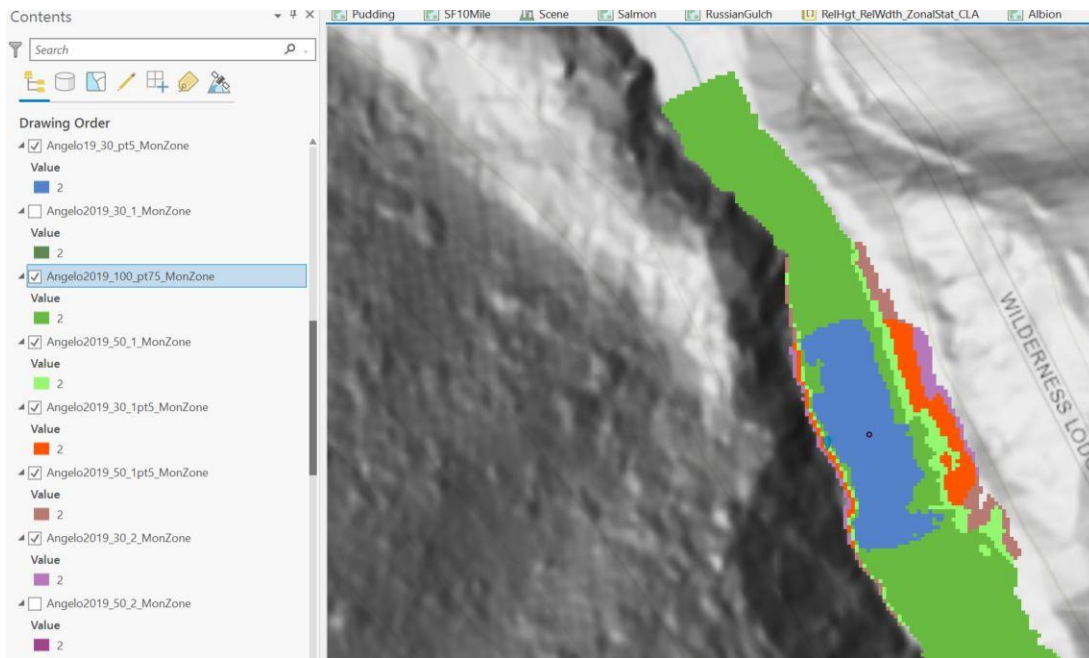 Contents
Pudding
SF10Mile
Scene
Salmon
RussianGulch
RelHgt_RelWdth_ZonalStat_CLA
Albion
Search
Drawing Order
Angelo19_30_pt5_MonZone
Value
2
Angelo2019_30_1_MonZone
Value
2
Angelo2019_100_pt75_MonZone
Value
2
Angelo2019_50_1_MonZone
Value
2
Angelo2019_30_1pt5_MonZone
Value
2
Angelo2019_50_1pt5_MonZone
Value
2
Angelo2019_30_2_MonZone
Value
2
Angelo2019_50_2_MonZone
Value
2
WILDERNESS